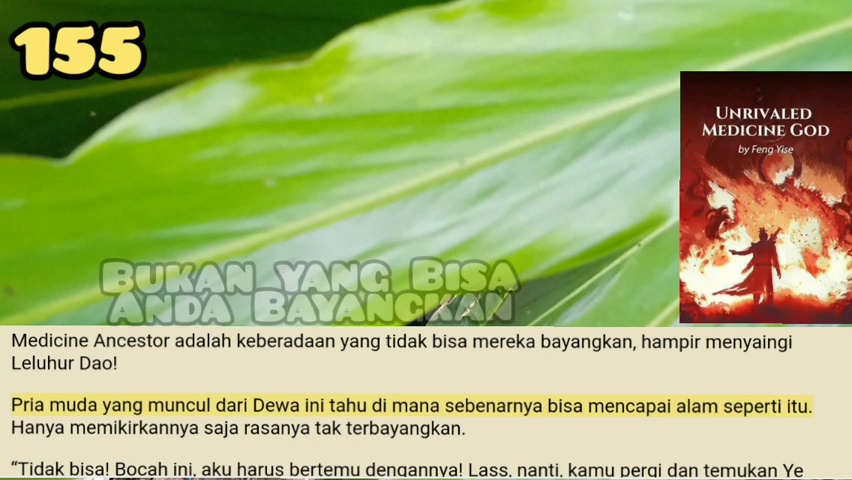 155
UNRIVALED
MEDICINE GOD
by Feng Yise
BUKAN YANG BISA
ANDA BAYANGKAN
Medicine Ancestor adalah keberadaan yang tidak bisa mereka bayangkan, hampir menyaingi
Leluhur Dao!
Pria muda yang muncul dari Dewa ini tahu di mana sebenarnya bisa mencapai alam seperti itu.
Hanya memikirkannya saja rasanya tak terbayangkan.
“Tidak bisa! Bocah ini, aku harus bertemu dengannya! Lass, nanti, kamu pergi dan temukan Ye